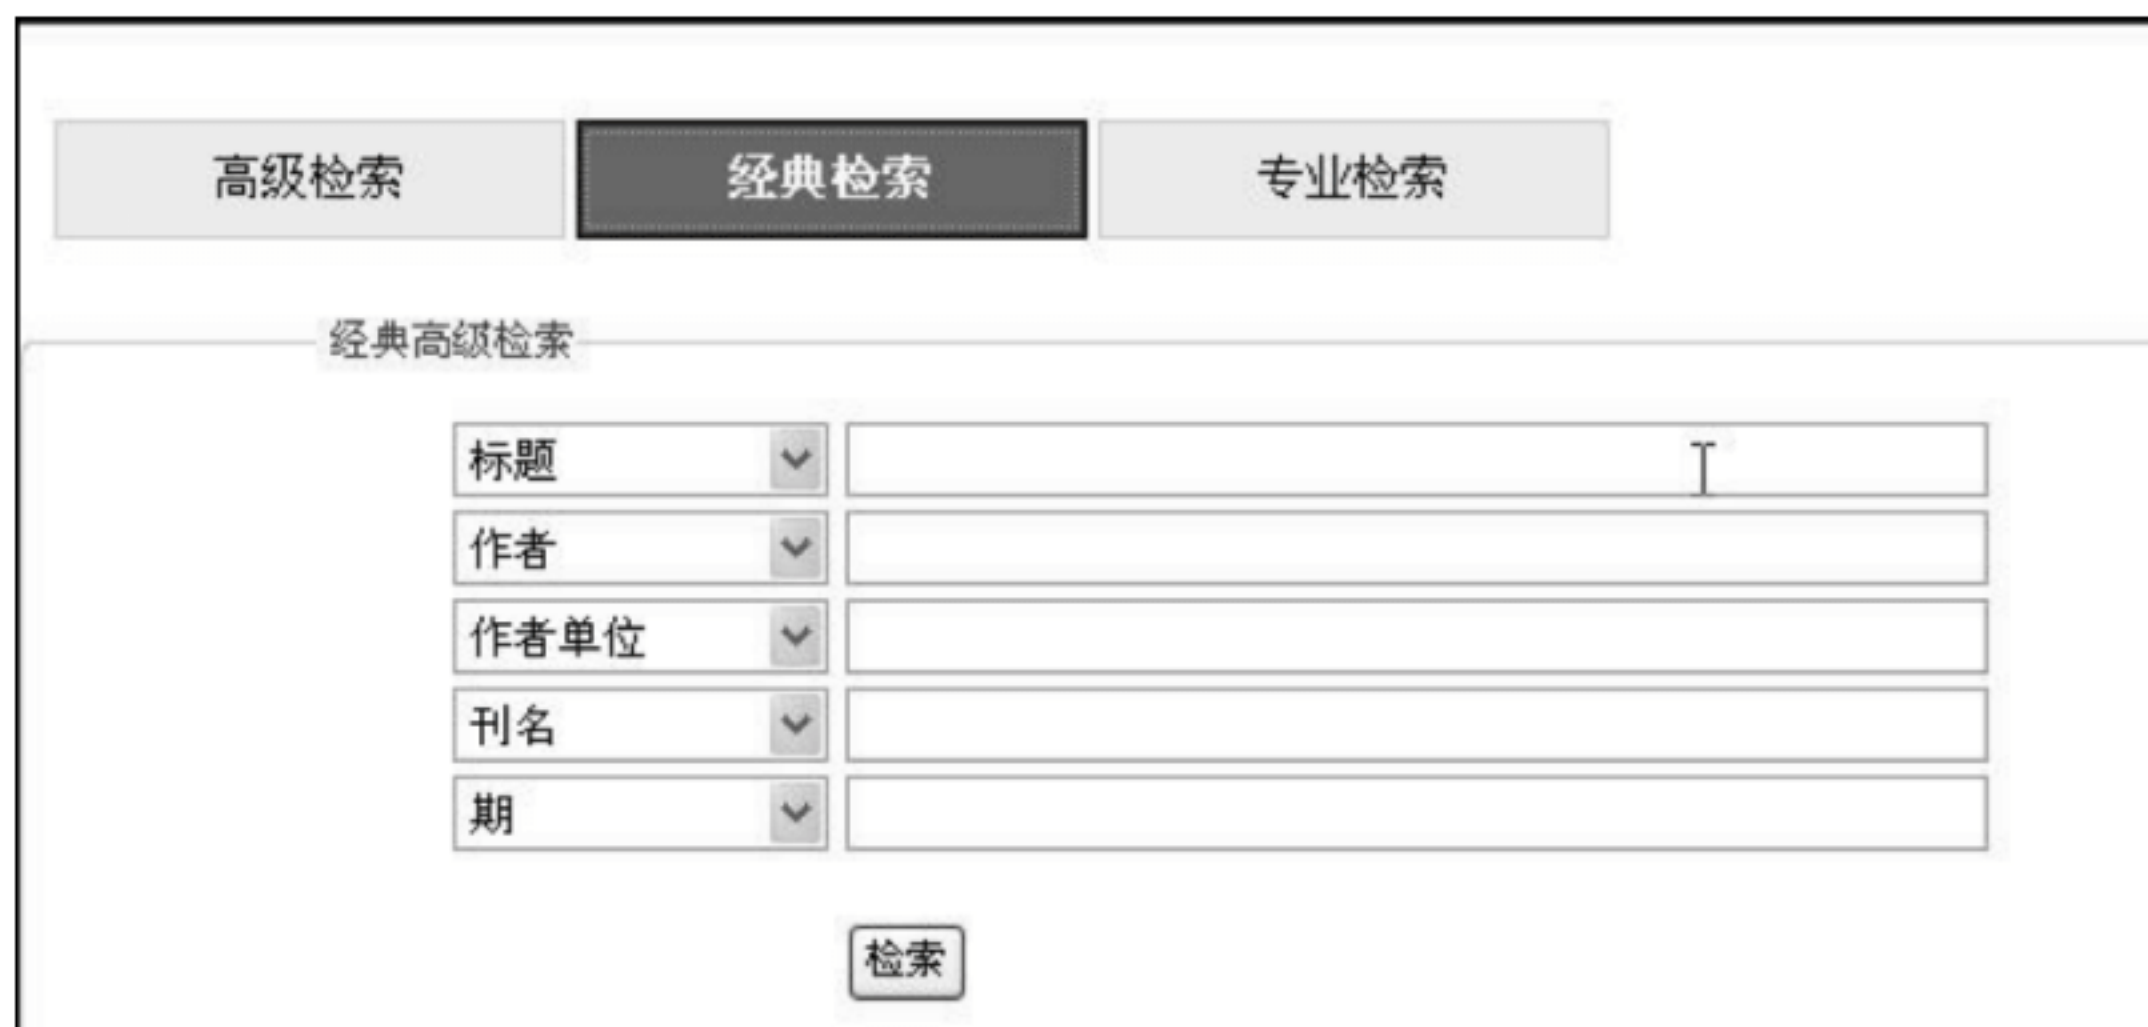 高级检索 经典检索 专业检索
经典高级检索
标题
作者
作者单位
刊名
期
检索